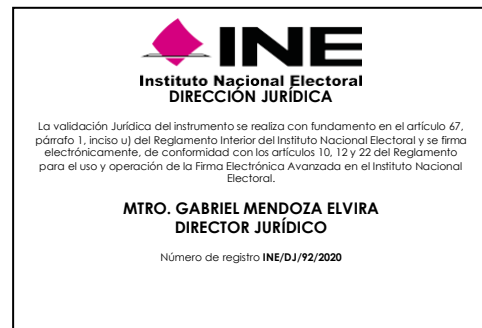 INE
Instituto Nacional Electoral
DIRECCIÓN JURÍDICA
La validación Jurídica del instrumento se realiza con fundamento en el artículo 67,
párrafo 1, inciso u) del Reglamento Interior del Instituto Nacional Electoral y se firma
electrónicamente, de conformidad con los artículos 10, 12 y 22 del Reglamento
para el uso y operación de la Firma Electrónica Avanzada en el Instituto Nacional
Electoral.
MTRO. GABRIEL MENDOZA ELVIRA
DIRECTOR JURÍDICO
Número de registro INE/DJ/92/2020